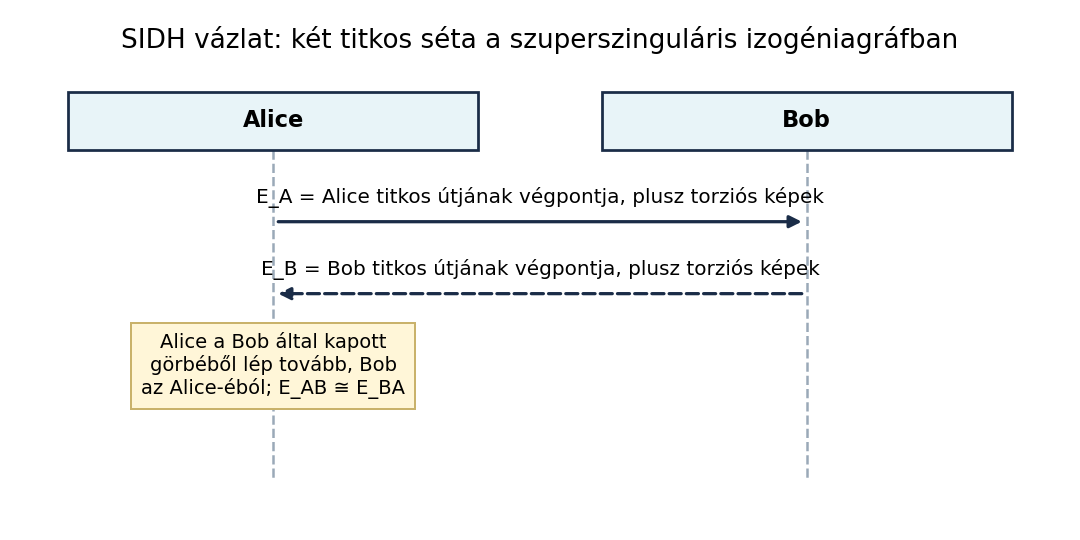 SIDH vázlat: két titkos séta a szuperszinguláris izogéniagráfban
Alice
Bob
E_A = Alice titkos útjának végpontja, plusz torziós képek
E_B = Bob titkos útjának végpontja, plusz torziós képek
Alice a Bob által kapott
görbéből lép tovább, Bob
az Alice-éból; E_AB ≅ E_BA